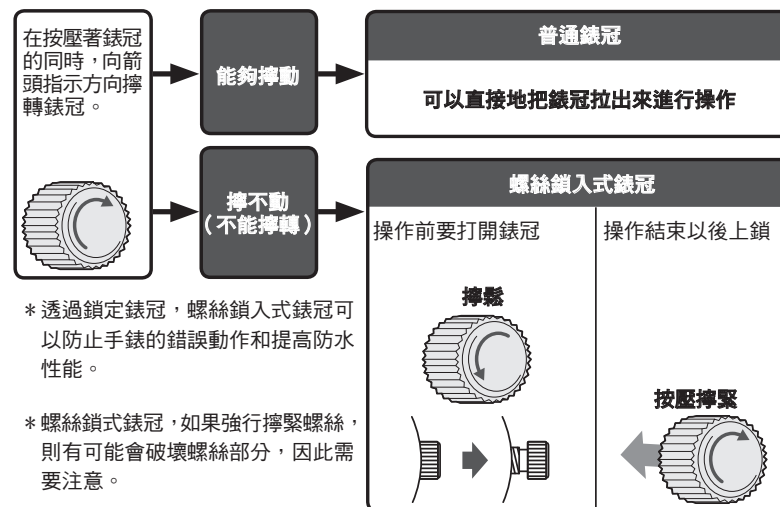 在按壓著錶冠
的同時，向箭
頭指示方向擰
轉錶冠。
能夠擰動
普通錶冠
可以直接地把錶冠拉出來進行操作
擰不動
（不能擰轉）
螺絲鎖入式錶冠
操作前要打開錶冠
擰鬆
操作結束以後上鎖
按壓擰緊
＊透過鎖定錶冠，螺絲鎖入式錶冠可
以防止手錶的錯誤動作和提高防水
性能。
＊螺絲鎖式錶冠，如果強行擰緊螺絲，
則有可能會破壞螺絲部分，因此需
要注意。